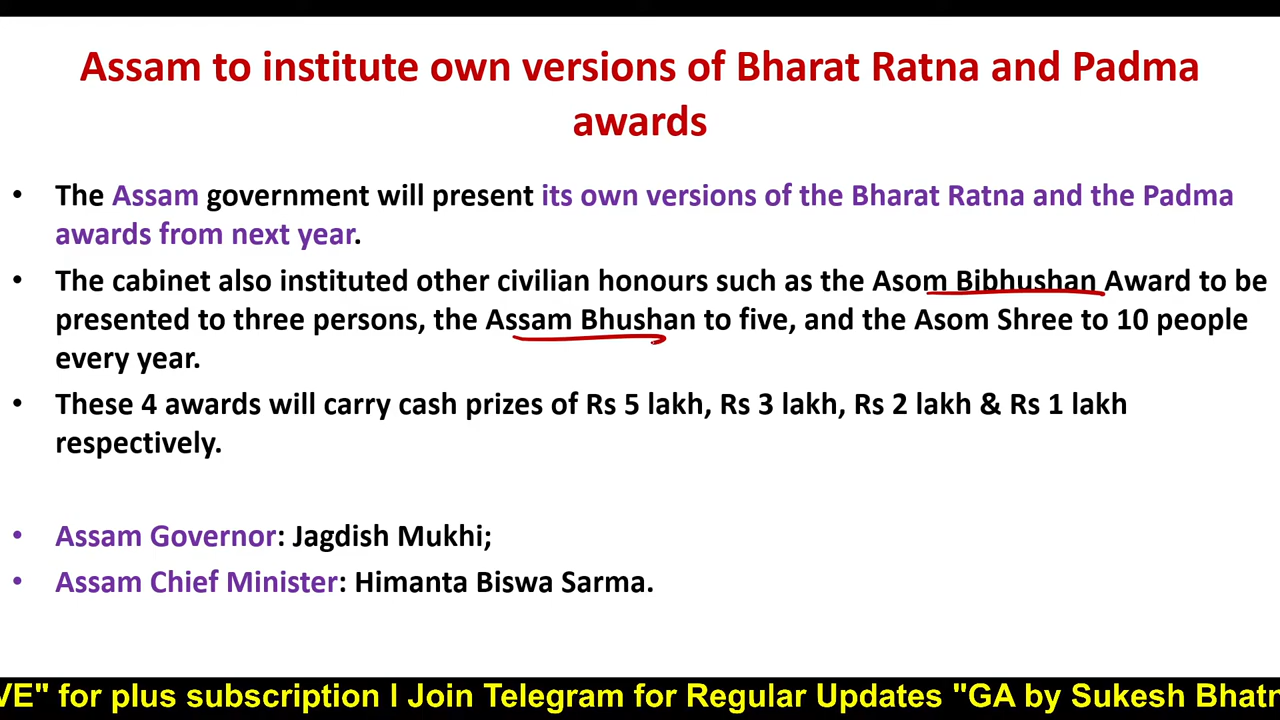 Assam to institute own versions of Bharat Ratna and Padma
awards
• The Assam government will present its own versions of the Bharat Ratna and the Padma
awards from next year.
• The cabinet also instituted other civilian honours such as the Asom Bibhushan Award to be
presented to three persons, the Assam Bhushan to five, and the Asom Shree to 10 people
every year.
• These 4 awards will carry cash prizes of Rs 5 lakh, Rs 3 lakh, Rs 2 lakh & Rs 1 lakh
respectively.
• Assam Governor: Jagdish Mukhi;
• Assam Chief Minister: Himanta Biswa Sarma.
VE" for plus subscription I Join Telegram for Regular Updates "GA by Sukesh Bhatn